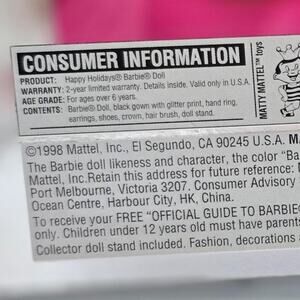 CONSUMER INFORMATION
PRODUCT: Happy Holidays® Barbie® Doll
WARRANTY: 2-year limited warranty. Details inside. Valid only in U.S.A.
AGE GRADE: For ages over 6 years.
CONTENTS: Barbie® Doll, black gown with glitter print, hand ring,
earrings, shoes, crown, hair brush, doll stand.
MATTY MATTEL™ toys
©1998 Mattel, Inc., El Segundo, CA 90245 U.S.A. M
The Barbie doll likeness and character, the color "Ba
Mattel, Inc.Retain this address for future reference: M
Port Melbourne, Victoria 3207. Consumer Advisory
Ocean Centre, Harbour City, HK, China.
To receive your FREE "OFFICIAL GUIDE TO BARBIE
only. Children under 12 years old must have parents
Collector doll stand included. Fashion, decorations a